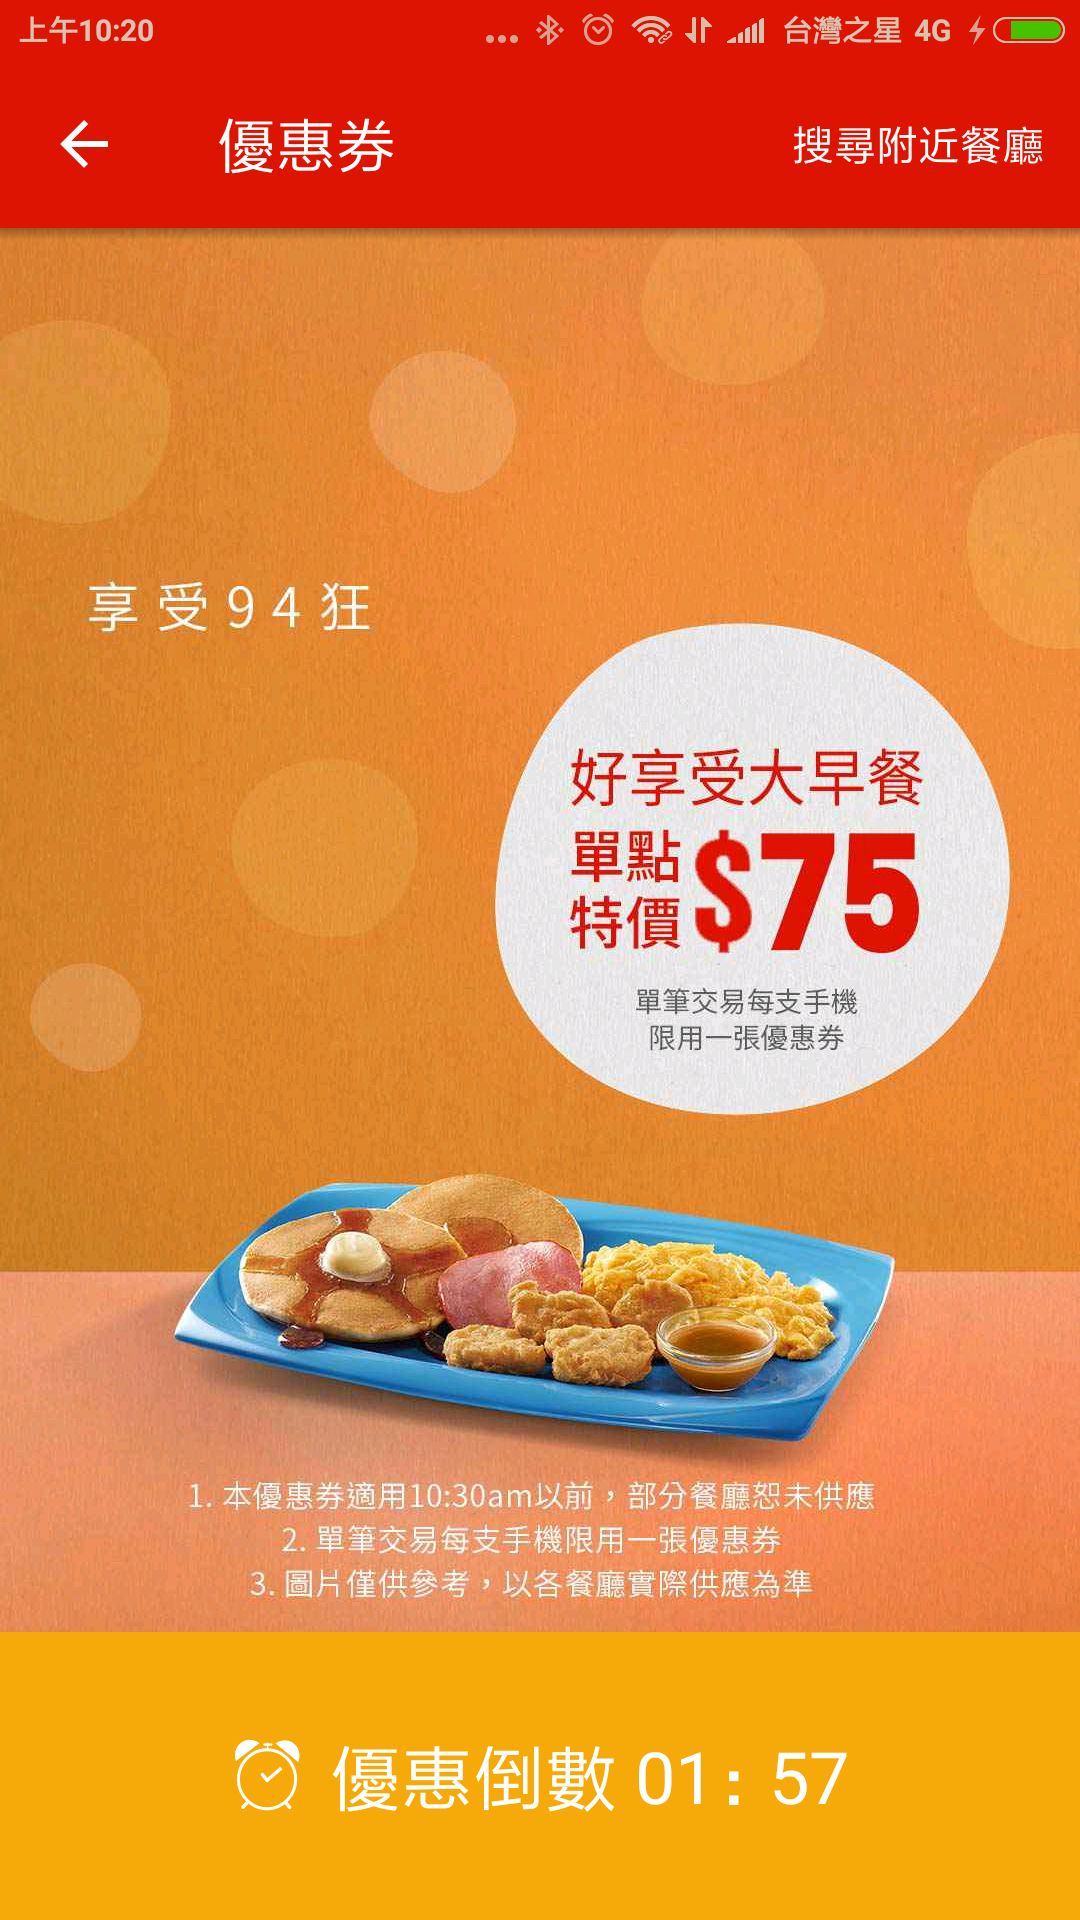 上午10:20
台灣之星 4G
優惠券
搜尋附近餐廳
享受94狂
好享受大早餐
單點
特價
$75
單筆交易每支手機
限用一張優惠券
1. 本優惠券適用10:30am以前，部分餐廳恕未供應
2. 單筆交易每支手機限用一張優惠券
3. 圖片僅供參考，以各餐廳實際供應為準
優惠倒數 01: 57